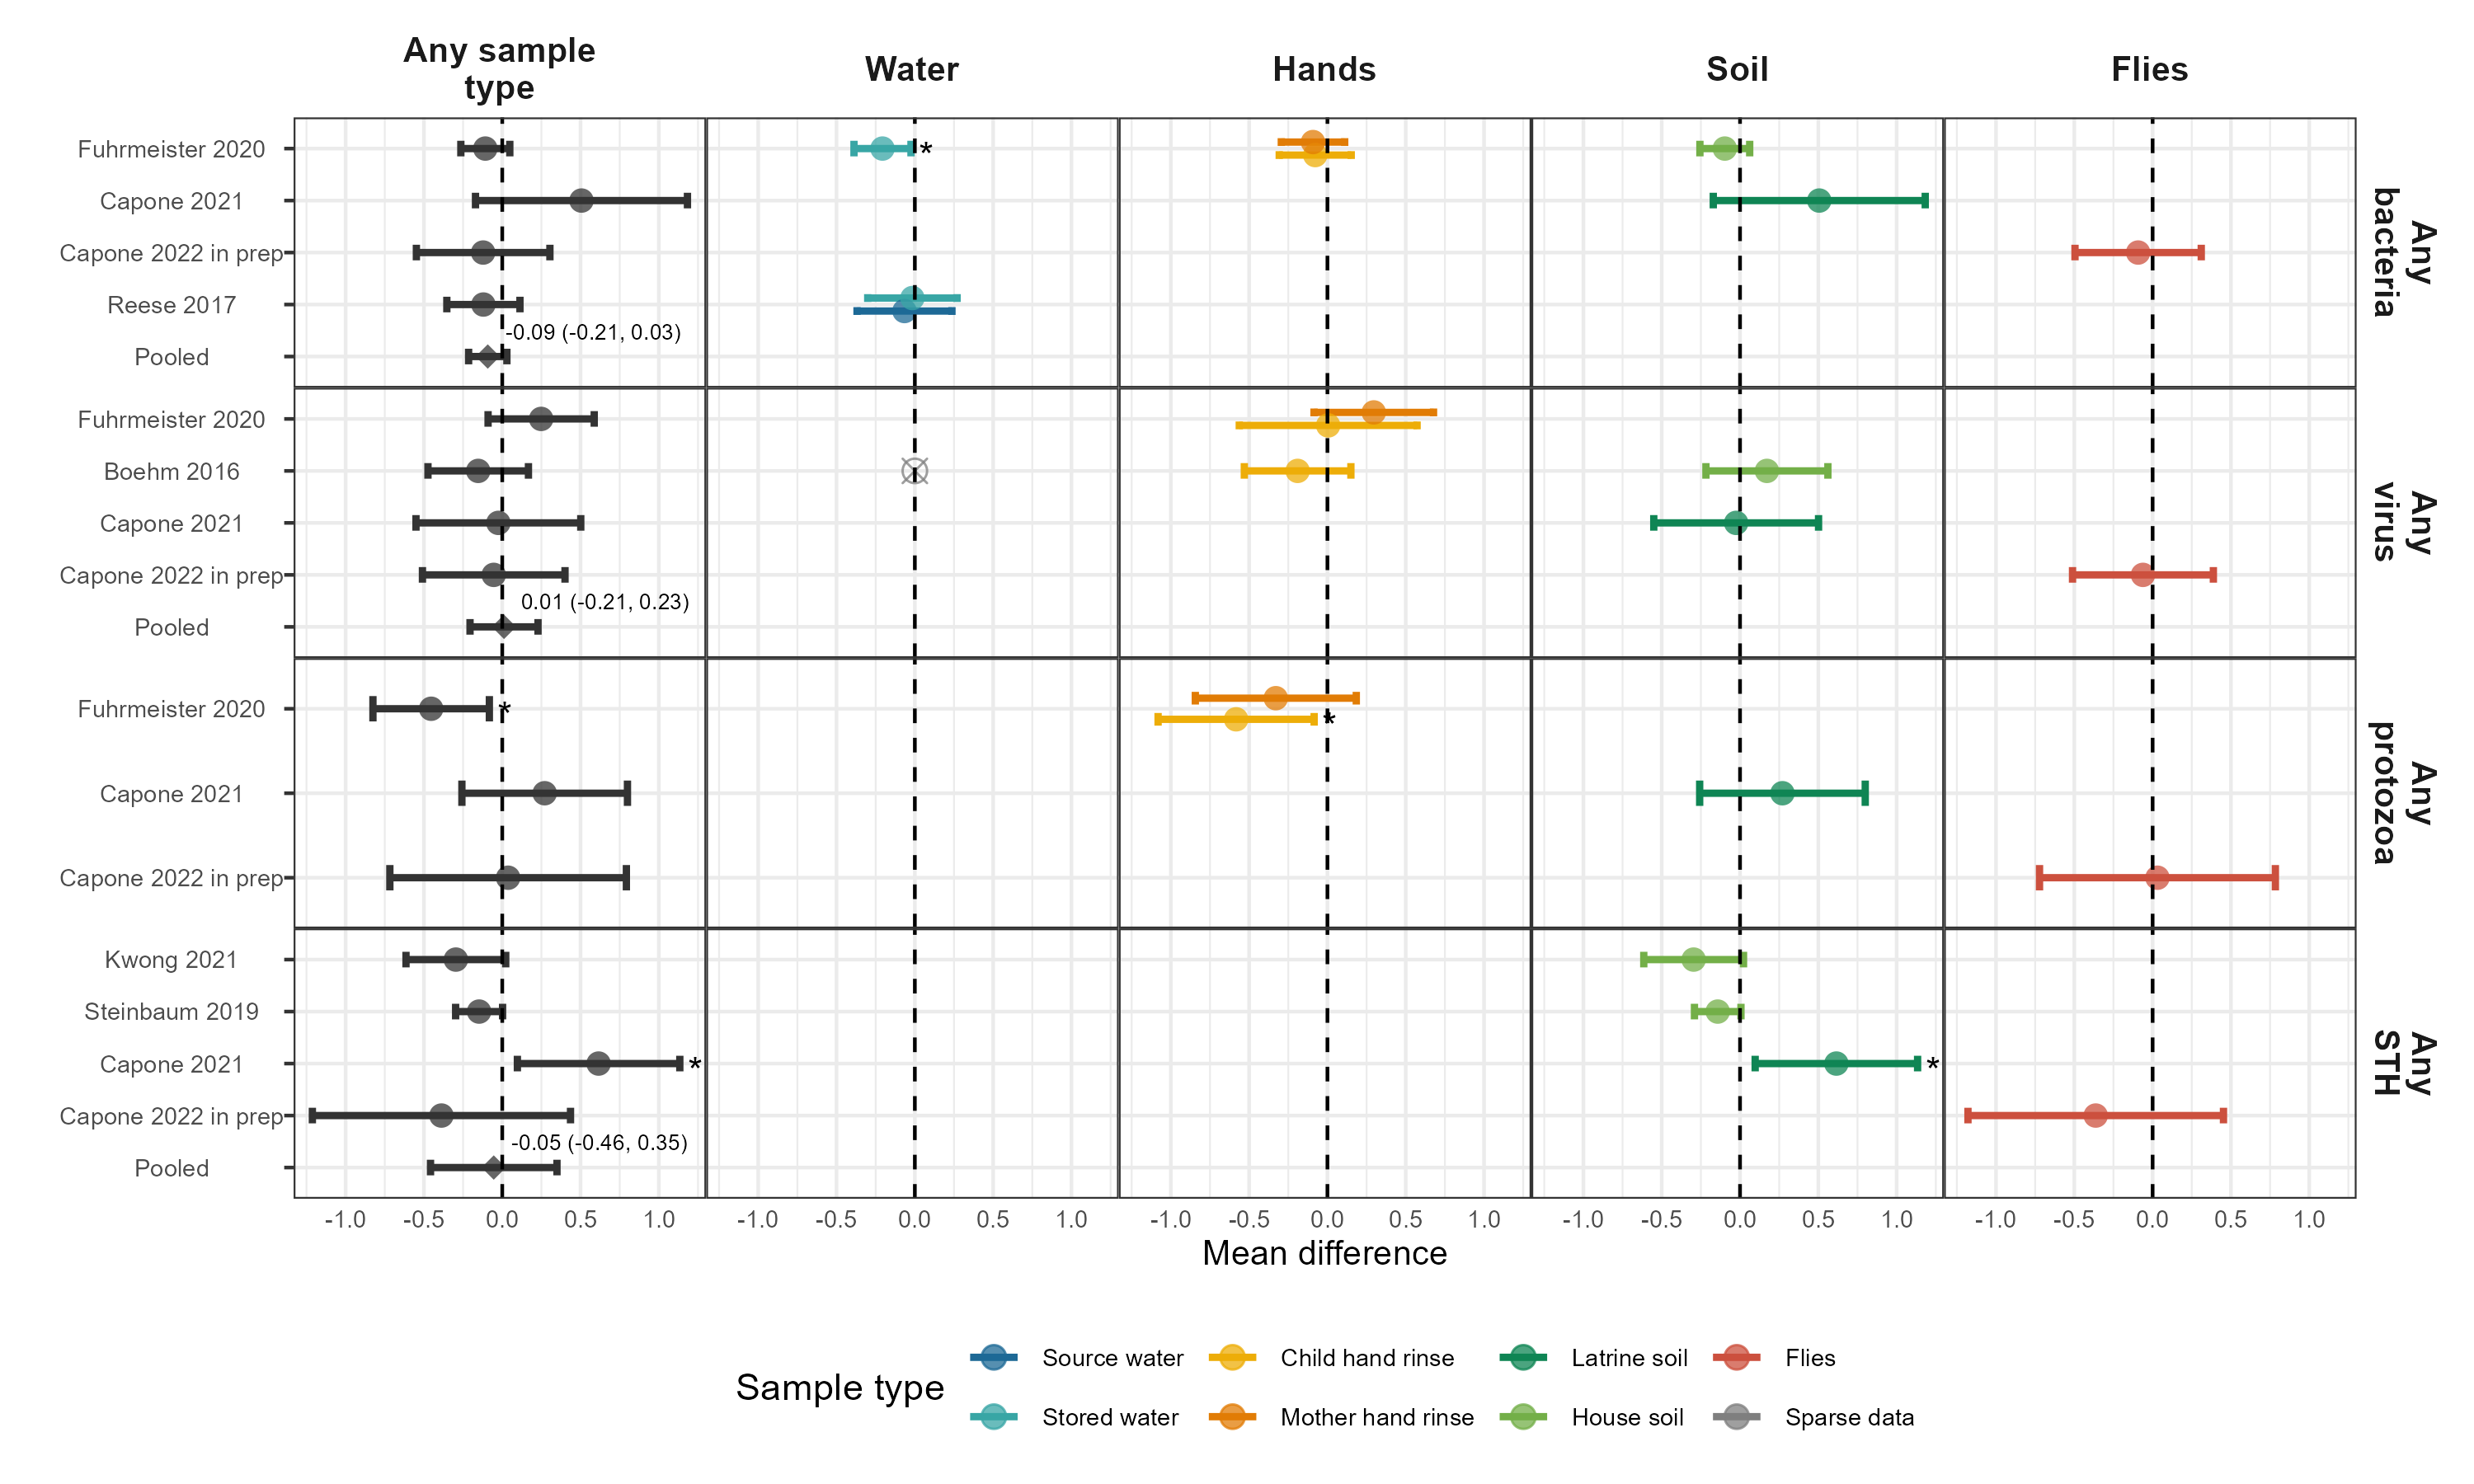 Any sample
type
Water
Hands
Soil
Flies
Fuhrmeister 2020
*
Capone 2021
Capone 2022 in prep
Reese 2017
-0.09 (-0.21, 0.03)
Pooled
Any
bacteria
Fuhrmeister 2020
Boehm 2016
Capone 2021
Capone 2022 in prep
0.01 (-0.21, 0.23)
Pooled
Any
virus
Fuhrmeister 2020
*
*
Capone 2021
Capone 2022 in prep
Any
protozoa
Kwong 2021
Steinbaum 2019
Capone 2021
*
*
Capone 2022 in prep
-0.05 (-0.46, 0.35)
Pooled
Any
STH
-1.0 -0.5 0.0 0.5 1.0 -1.0 -0.5 0.0 0.5 1.0 -1.0 -0.5 0.0 0.5 1.0 -1.0 -0.5 0.0 0.5 1.0 -1.0 -0.5 0.0 0.5 1.0
Mean difference
Sample type
Source water
Child hand rinse
Latrine soil
Flies
Stored water
Mother hand rinse
House soil
Sparse data